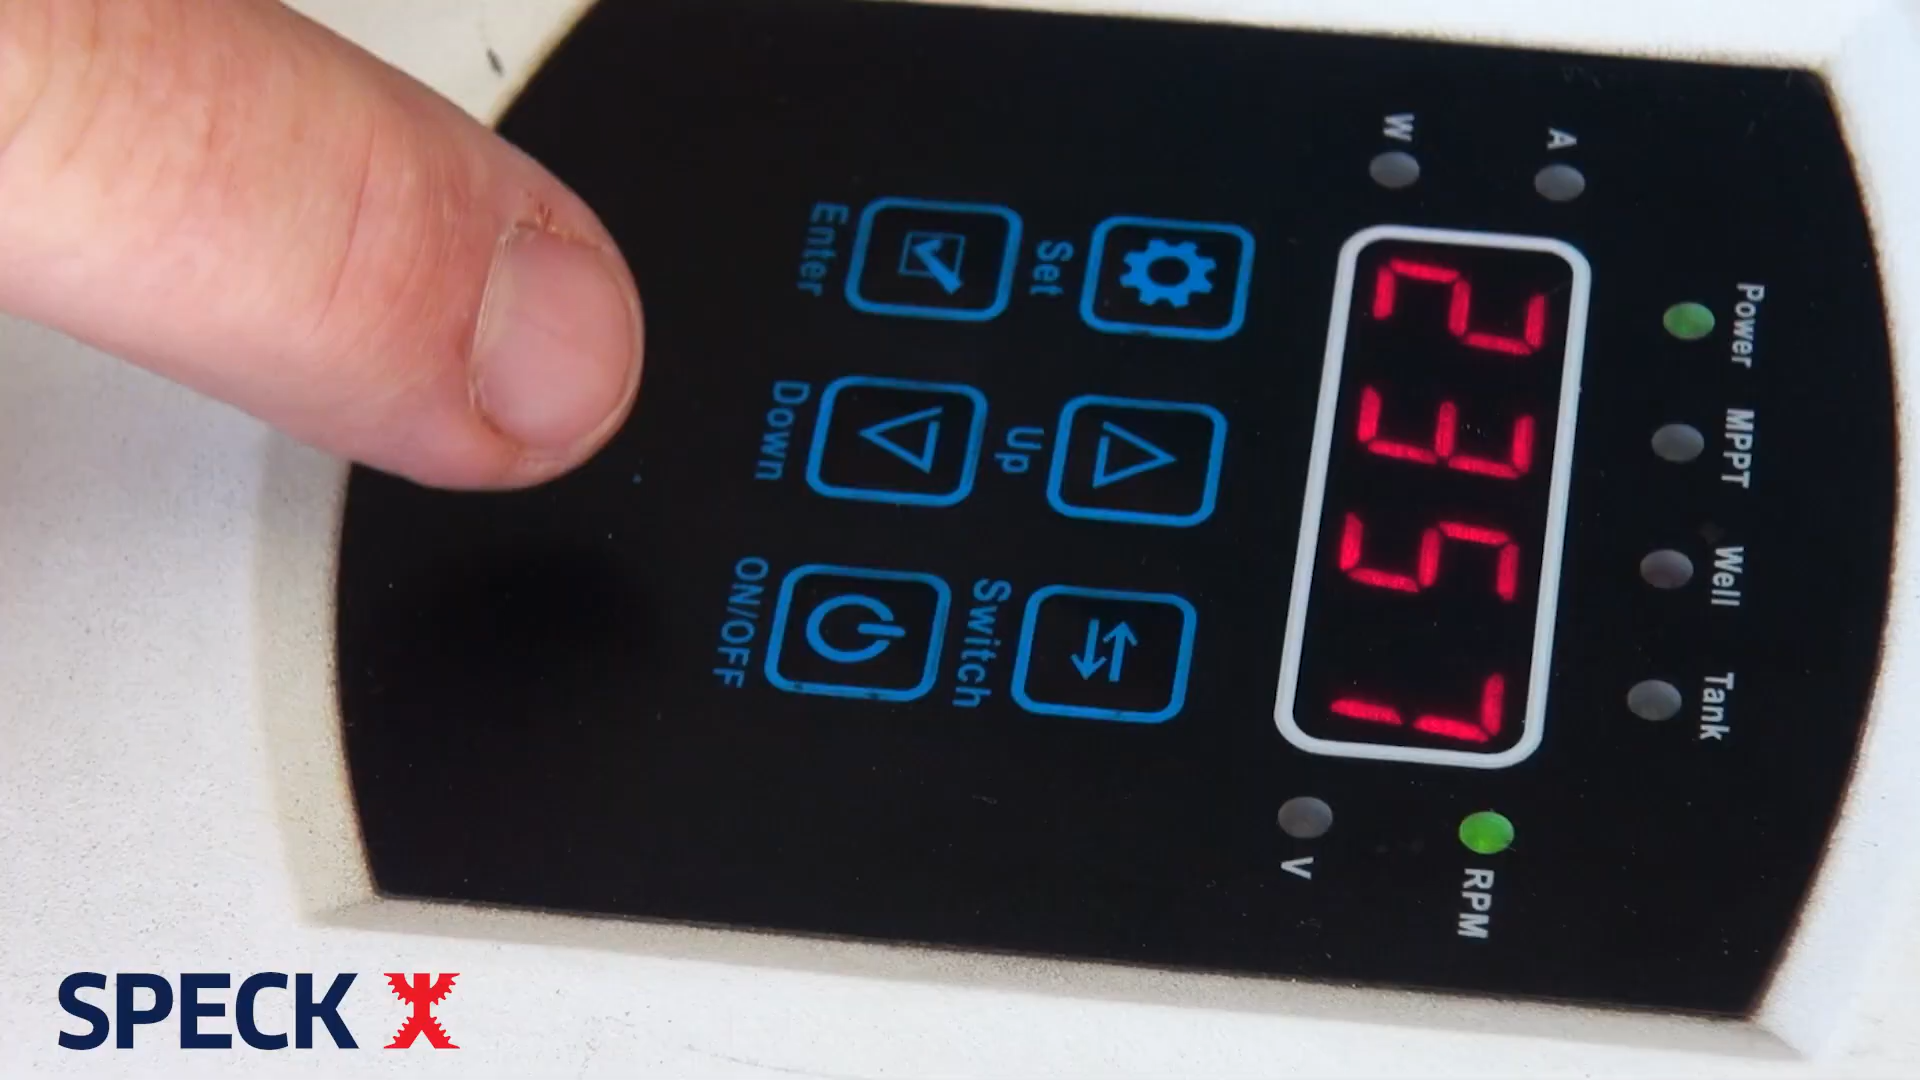 Power MPPT Well Tank
A RPM
2357
W V
Set Up Switch
Enter Down ON/OFF
SPECK